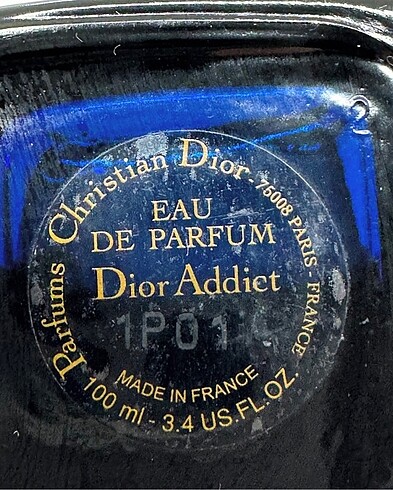 Parfums Christian Dior - 75008 PARIS - FRANCE
EAU
DE PARFUM
Dior Addict
MADE IN FRANCE
100 ml - 3.4 US.FL.OZ.
2